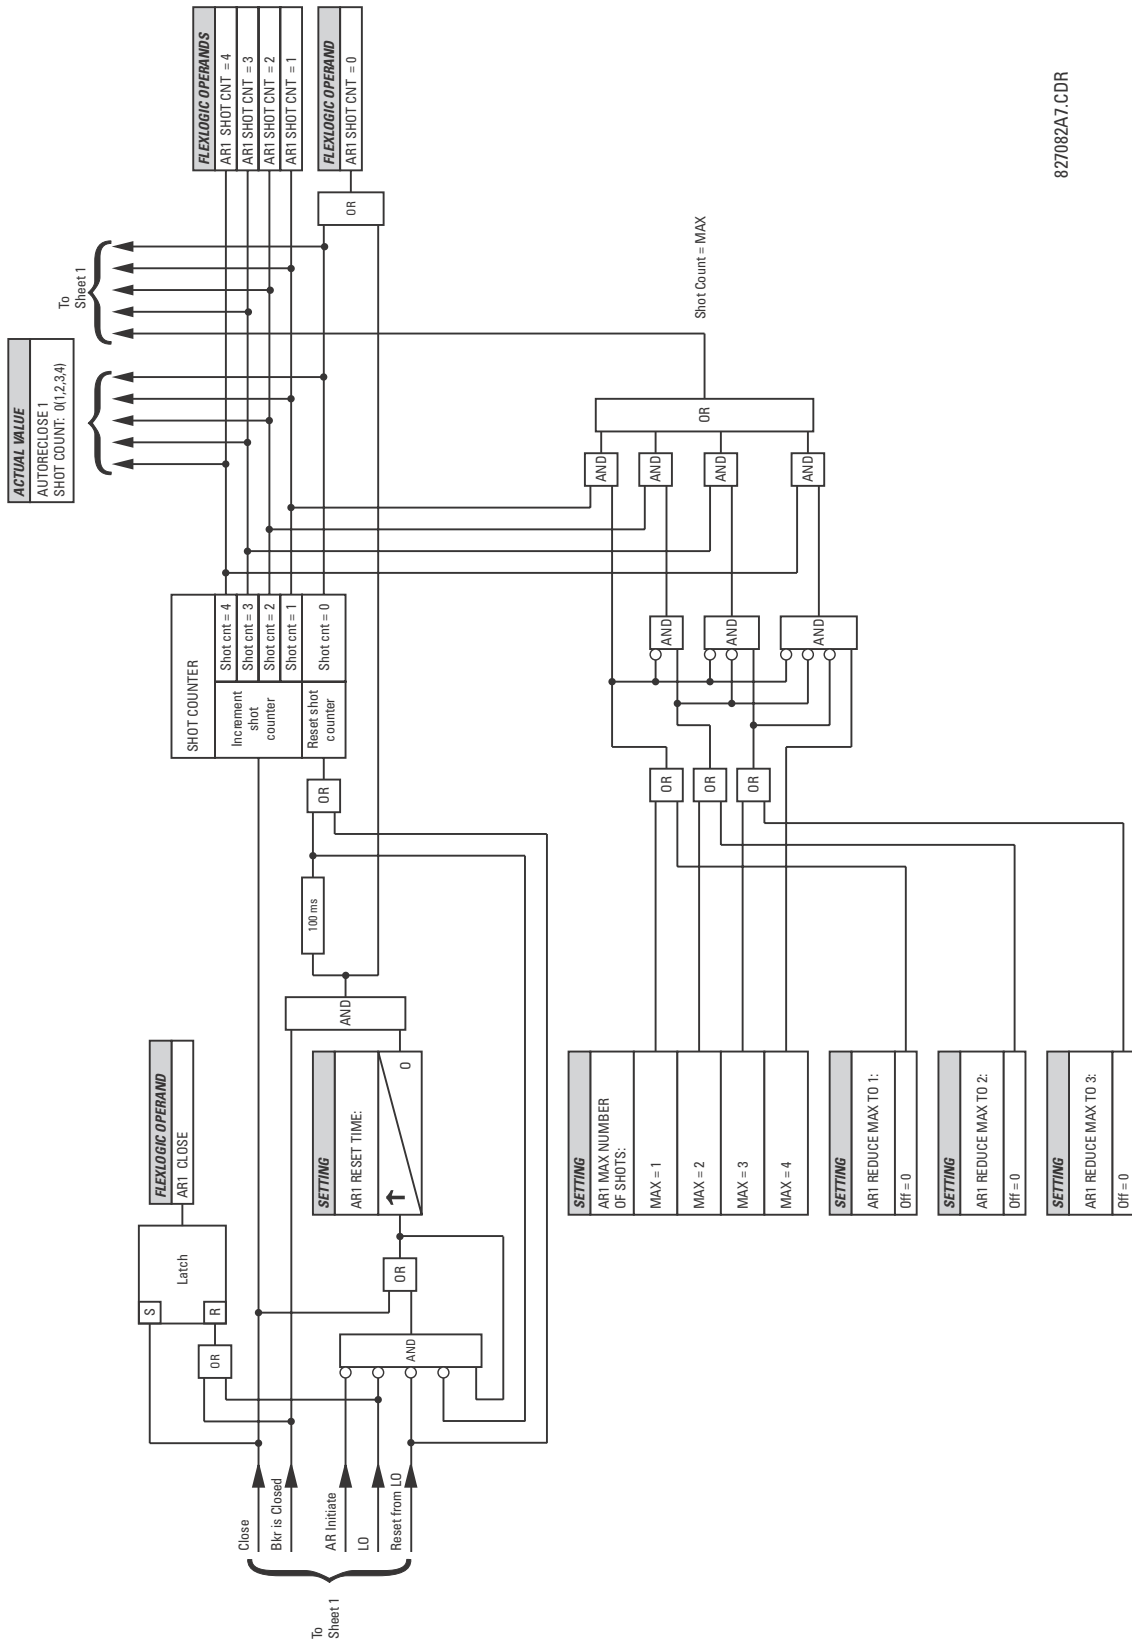 To
Sheet 1
Close
Bkr is Closed
AR Initiate
LO
Reset from LO
S
R
Latch
OR
FLEXLOGIC OPERAND
AR1 CLOSE
AND
OR
SETTING
AR1 RESET TIME:
O
AND
100 ms
OR
SHOT COUNTER
Increment
shot
counter
Reset shot
counter
Shot cnt = 4
Shot cnt = 3
Shot cnt = 2
Shot cnt = 1
Shot cnt = 0
ACTUAL VALUE
AUTORECLOSE 1
SHOT COUNT: 0(1,2,3,4)
To
Sheet 1
OR
FLEXLOGIC OPERANDS
AR1 SHOT CNT = 4
AR1 SHOT CNT = 3
AR1 SHOT CNT = 2
AR1 SHOT CNT = 1
FLEXLOGIC OPERAND
AR1 SHOT CNT = 0
SETTING
AR1 MAX NUMBER
OF SHOTS:
MAX = 1
MAX = 2
MAX = 3
MAX = 4
SETTING
AR1 REDUCE MAX TO 1:
Off = 0
SETTING
AR1 REDUCE MAX TO 2:
Off = 0
SETTING
AR1 REDUCE MAX TO 3:
Off = 0
OR
OR
OR
AND
AND
AND
AND
AND
AND
AND
OR
Shot Count = MAX
827082A7.CDR